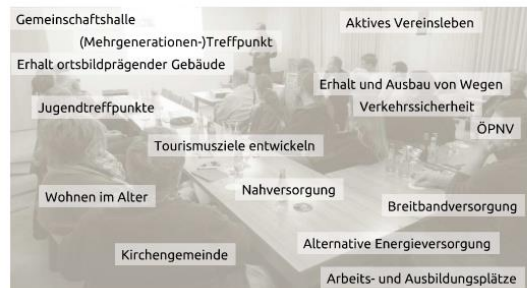 Gemeinschaftshalle
Aktives Vereinsleben
(Mehrgenerationen-)Treffpunkt
Erhalt ortsbildprägender Gebäude
Erhalt und Ausbau von Wegen
Jugendtreffpunkte
Verkehrssicherheit
ÖPNV
Tourismusziele entwickeln
Wohnen im Alter
Nahversorgung
Breitbandversorgung
Alternative Energieversorgung
Kirchengemeinde
Arbeits- und Ausbildungsplätze